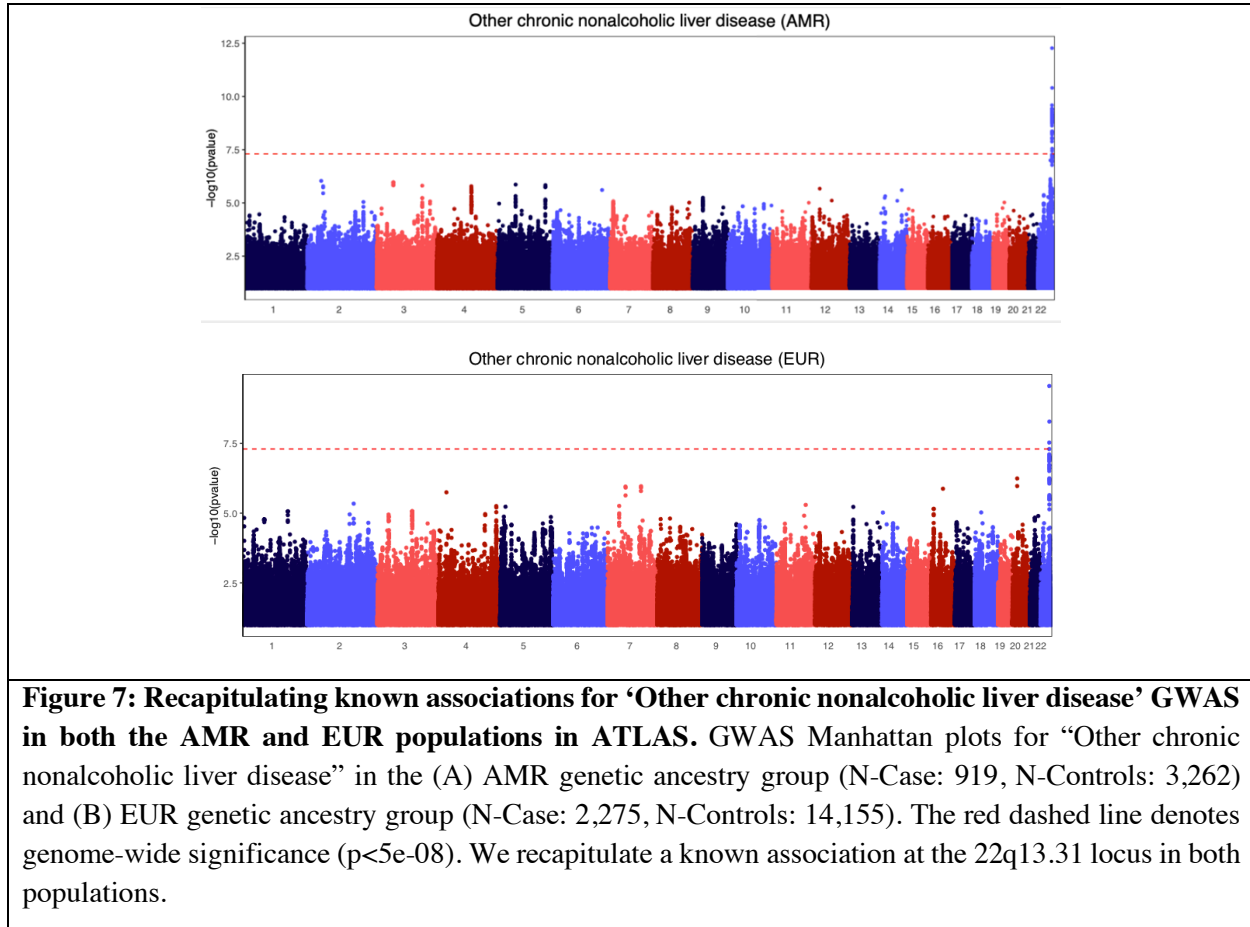 Other chronic nonalcoholic liver disease (AMR)
12.5
10.0
7.5
5.0
2.5
−log10(pvalue)
1 2 3 4 5 6 7 8 9 10 11 12 13 14 15 16 17 18 19 20 21 22
Other chronic nonalcoholic liver disease (EUR)
7.5
5.0
2.5
−log10(pvalue)
1 2 3 4 5 6 7 8 9 10 11 12 13 14 15 16 17 18 19 20 21 22
Figure 7: Recapitulating known associations for ‘Other chronic nonalcoholic liver disease’ GWAS
in both the AMR and EUR populations in ATLAS. GWAS Manhattan plots for “Other chronic
nonalcoholic liver disease” in the (A) AMR genetic ancestry group (N-Case: 919, N-Controls: 3,262)
and (B) EUR genetic ancestry group (N-Case: 2,275, N-Controls: 14,155). The red dashed line denotes
genome-wide significance (p<5e-08). We recapitulate a known association at the 22q13.31 locus in both
populations.